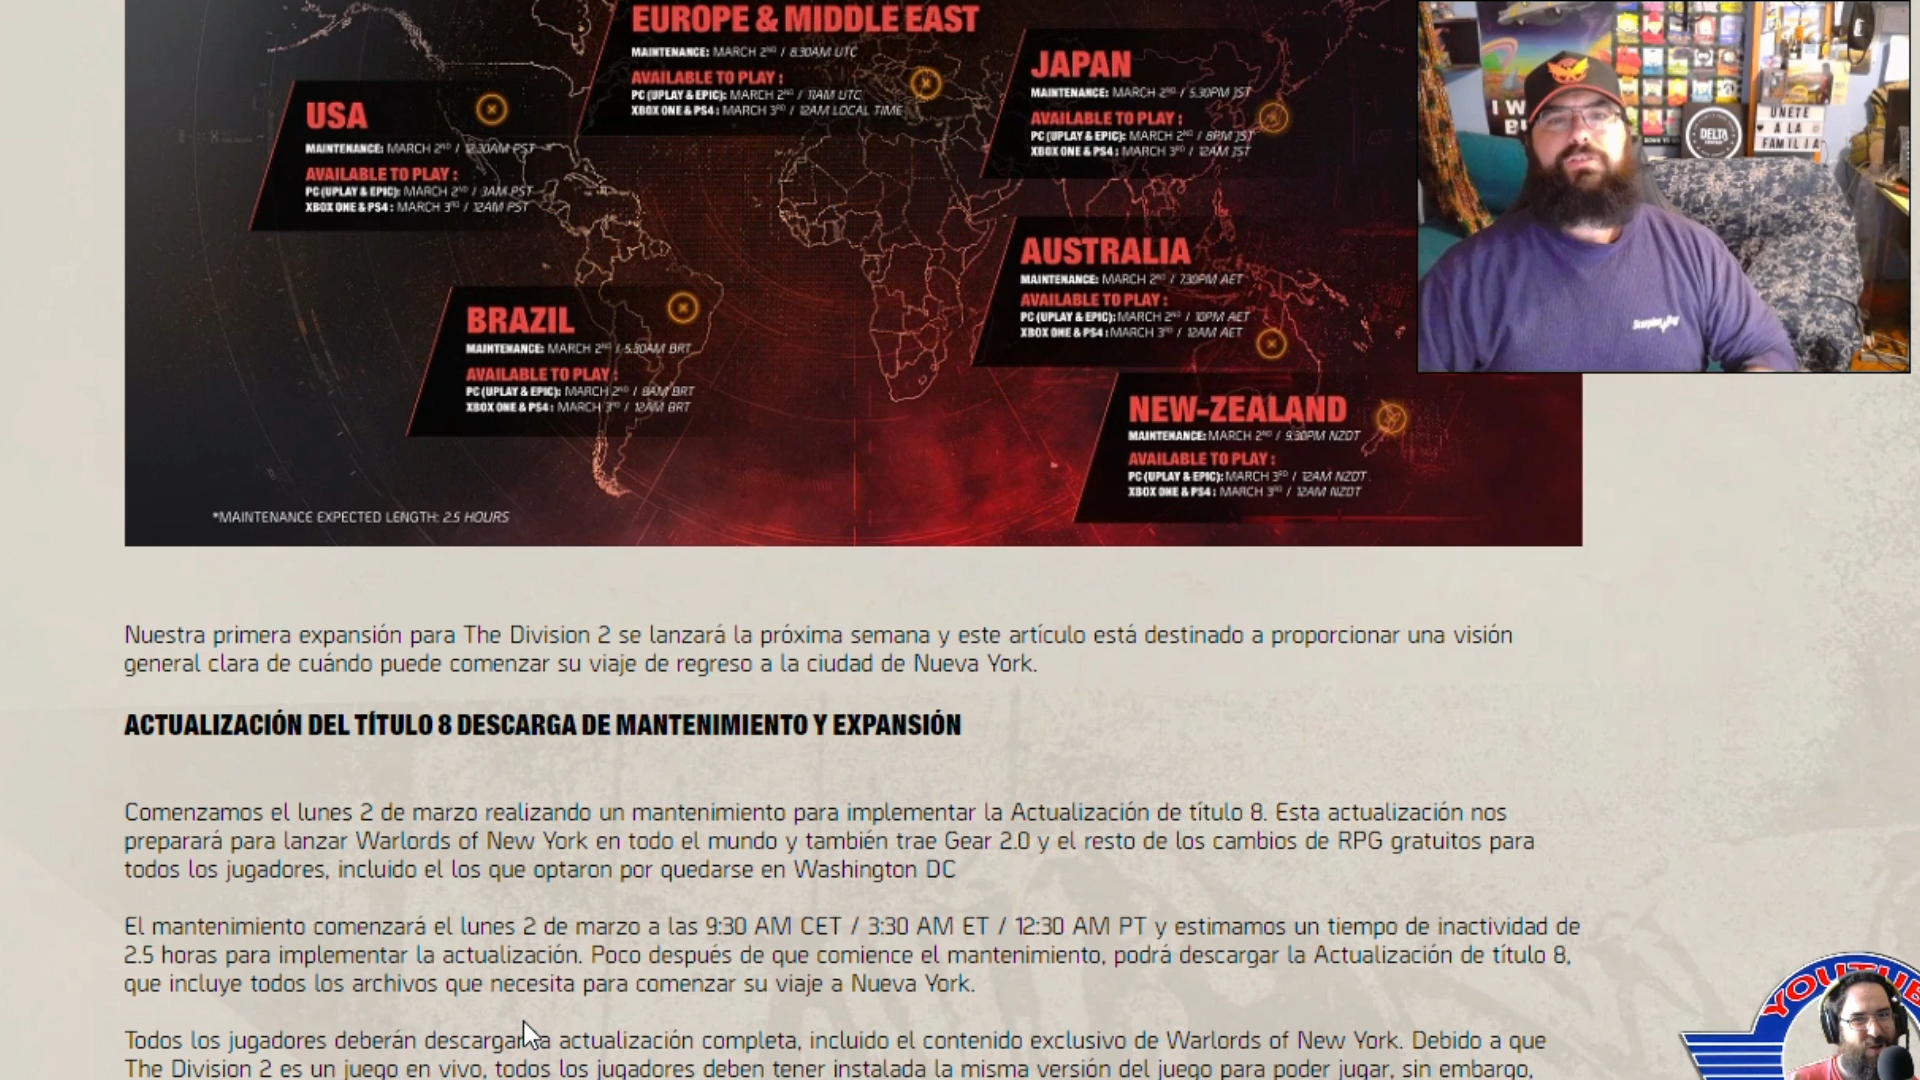 EUROPE & MIDDLE EAST
MAINTENANCE: MARCH 2ND / 8.30AM UTC
AVAILABLE TO PLAY :
PC (UPLAY & EPIC): MARCH 2ND / 11AM UTC
XBOX ONE & PS4 : MARCH 3RD / 12AM LOCAL TIME
JAPAN
MAINTENANCE: MARCH 2ND / 5.30PM JST
AVAILABLE TO PLAY :
PC (UPLAY & EPIC): MARCH 2ND / 8PM JST
XBOX ONE & PS4 : MARCH 3RD / 12AM JST
USA
MAINTENANCE: MARCH 2ND / 12.30AM PST
AVAILABLE TO PLAY :
PC (UPLAY & EPIC): MARCH 2ND / 3AM PST
XBOX ONE & PS4 : MARCH 3RD / 12AM PST
AUSTRALIA
MAINTENANCE: MARCH 2ND / 7.30PM AET
AVAILABLE TO PLAY :
PC (UPLAY & EPIC): MARCH 2ND / 10PM AET
XBOX ONE & PS4 : MARCH 3RD / 12AM AET
BRAZIL
MAINTENANCE: MARCH 2ND / 5.30AM BRT
AVAILABLE TO PLAY :
PC (UPLAY & EPIC): MARCH 2ND / 8AM BRT
XBOX ONE & PS4 : MARCH 3RD / 12AM BRT
NEW-ZEALAND
MAINTENANCE: MARCH 2ND / 9.30PM NZDT
AVAILABLE TO PLAY :
PC (UPLAY & EPIC): MARCH 3RD / 12AM NZDT
XBOX ONE & PS4 : MARCH 3RD / 12AM NZDT
*MAINTENANCE EXPECTED LENGTH: 2.5 HOURS
I W
DELTA
UNETE
A LA
FAMILIA
Nuestra primera expansión para The Division 2 se lanzará la próxima semana y este artículo está destinado a proporcionar una visión
general clara de cuándo puede comenzar su viaje de regreso a la ciudad de Nueva York.
ACTUALIZACIÓN DEL TÍTULO 8 DESCARGA DE MANTENIMIENTO Y EXPANSIÓN
Comenzamos el lunes 2 de marzo realizando un mantenimiento para implementar la Actualización de título 8. Esta actualización nos
preparará para lanzar Warlords of New York en todo el mundo y también trae Gear 2.0 y el resto de los cambios de RPG gratuitos para
todos los jugadores, incluido el los que optaron por quedarse en Washington DC
El mantenimiento comenzará el lunes 2 de marzo a las 9:30 AM CET / 3:30 AM ET / 12:30 AM PT y estimamos un tiempo de inactividad de
2.5 horas para implementar la actualización. Poco después de que comience el mantenimiento, podrá descargar la Actualización de título 8,
que incluye todos los archivos que necesita para comenzar su viaje a Nueva York.
Todos los jugadores deberán descargar la actualización completa, incluido el contenido exclusivo de Warlords of New York. Debido a que
The Division 2 es un juego en vivo, todos los jugadores deben tener instalada la misma versión del juego para poder jugar, sin embargo,
YOUTUBE